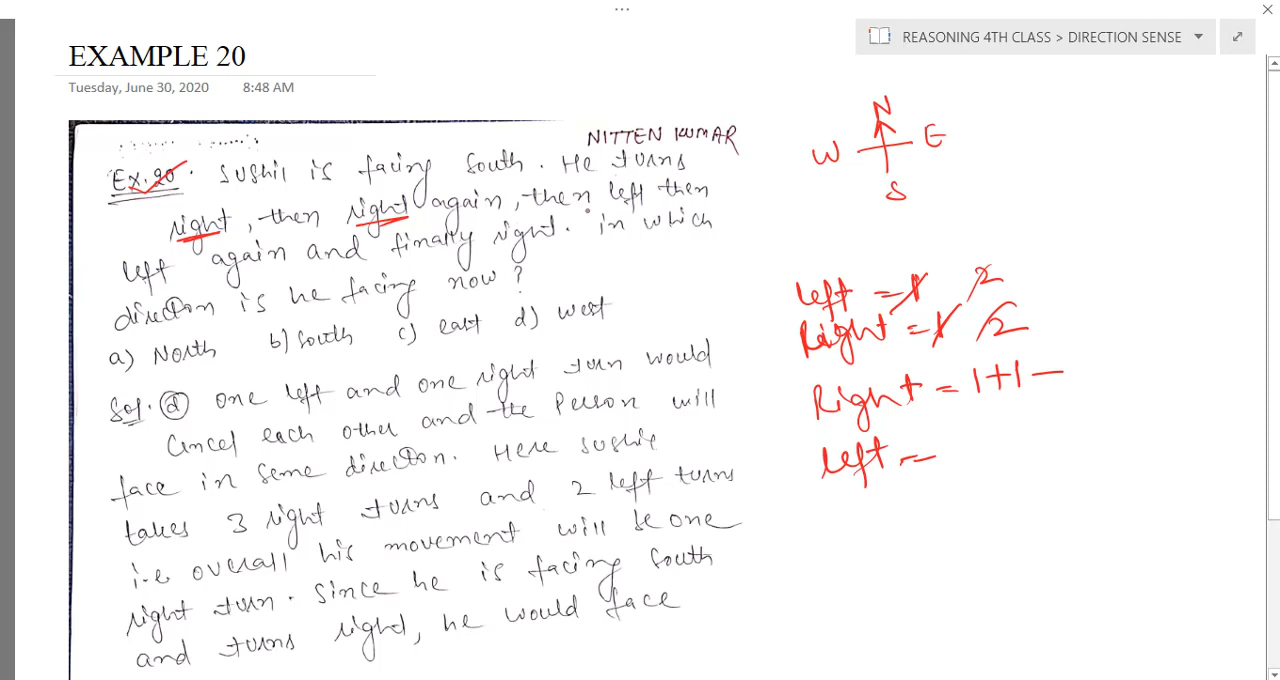 REASONING 4TH CLASS > DIRECTION SENSE
EXAMPLE 20
Tuesday, June 30, 2020 8:48 AM
NITTEN KUMAR
Ex.20. Sushil is facing South. He turns
right, then right again, then left then
left again and finally right. in which
direction is he facing now?
a) North b) South c) east d) west
Sol. (d) One left and one right turn would
Cancel each other and the Person will
face in same direction. Here sushil
takes 3 right turns and 2 left turns
i.e overall his movement will be one
right turn. Since he is facing South
and turns right, he would face
N
W E
S
left = 1 2
Right = 1 2
Right = 1+1-
left =